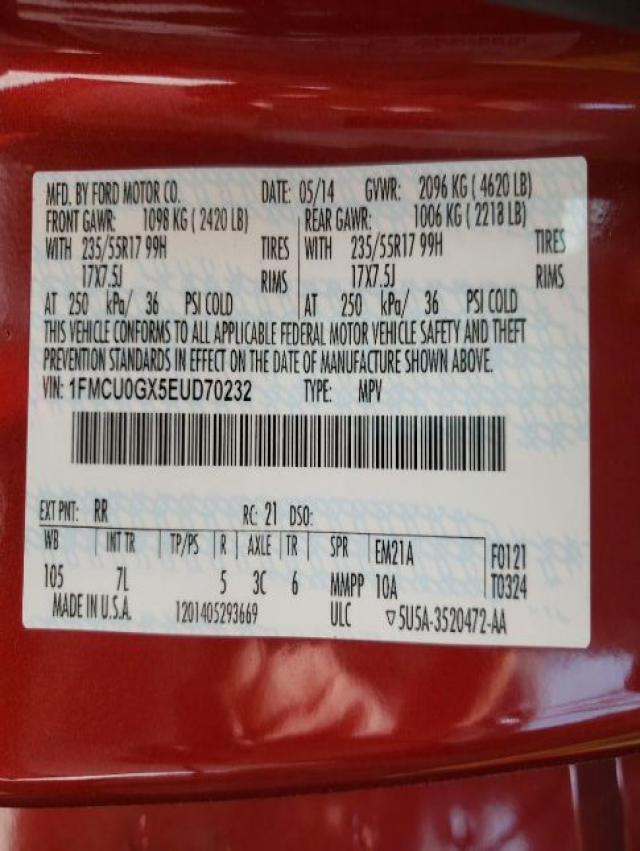 MFD. BY FORD MOTOR CO. DATE: 05/14 GVWR: 2096 KG ( 4620 LB)
FRONT GAWR: 1098 KG ( 2420 LB) REAR GAWR: 1006 KG ( 2218 LB)
WITH 235/55R17 99H TIRES WITH 235/55R17 99H TIRES
17X7.5J RIMS 17X7.5J RIMS
AT 250 kPa/ 36 PSI COLD AT 250 kPa/ 36 PSI COLD
THIS VEHICLE CONFORMS TO ALL APPLICABLE FEDERAL MOTOR VEHICLE SAFETY AND THEFT
PREVENTION STANDARDS IN EFFECT ON THE DATE OF MANUFACTURE SHOWN ABOVE.
VIN: 1FMCU0GX5EUD70232 TYPE: MPV
EXT PNT: RR RC: 21 DSO:
WB INT TR TP/PS R AXLE TR SPR EM21A F0121
105 7L 5 3C 6 MMPP 10A T0324
MADE IN U.S.A. 1201405293669 ULC ▽5U5A-3520472-AA